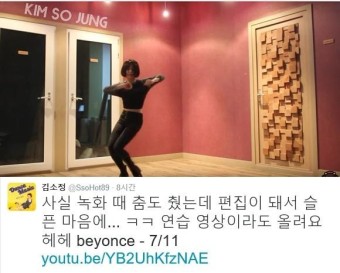 KIM SO JUNG
김소정 @SsoHot89 · 8시간
사실 녹화 때 춤도 췄는데 편집이 돼서 슬
픈 마음에... ㅋㅋ 연습 영상이라도 올려요
헤헤 beyonce - 7/11
youtu.be/YB2UhKfzNAE